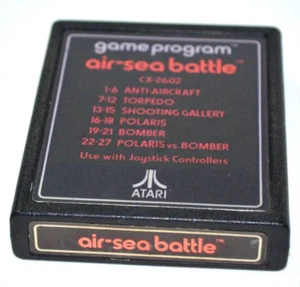 game program™
air-sea battle™
CX-2602
1-6 ANTI-AIRCRAFT
7-12 TORPEDO
13-15 SHOOTING GALLERY
16-18 POLARIS
19-21 BOMBER
22-27 POLARIS vs. BOMBER
Use with Joystick Controllers
ATARI
air-sea battle™